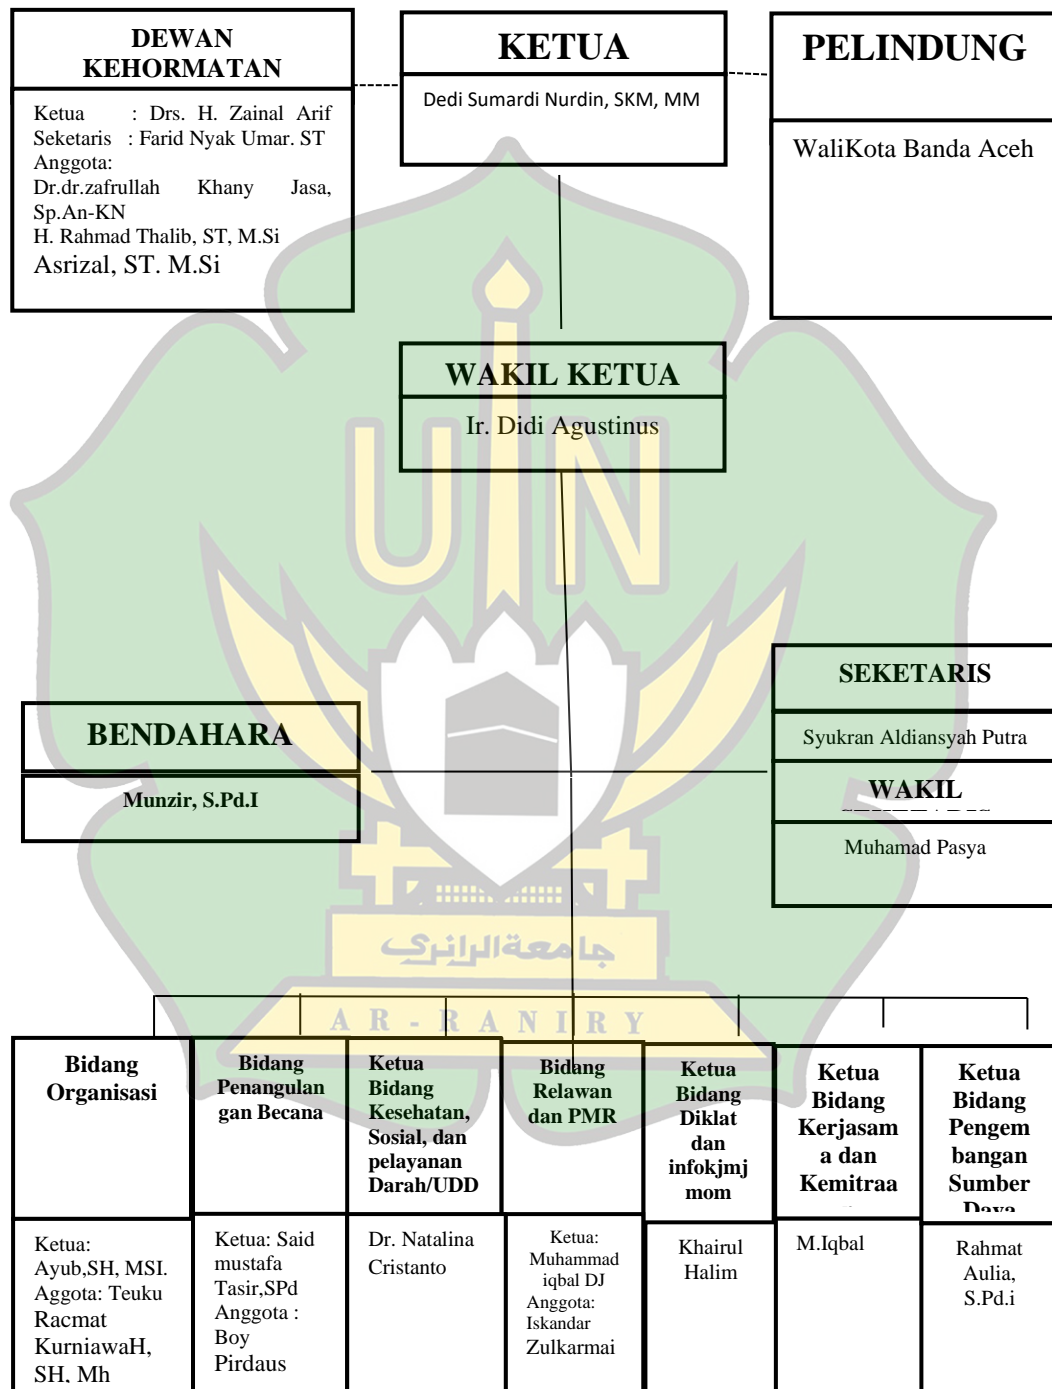 DEWAN
KEHORMATAN
Ketua : Drs. H. Zainal Arif
Seketaris : Farid Nyak Umar. ST
Anggota:
Dr.dr.zafrullah Khany Jasa,
Sp.An-KN
H. Rahmad Thalib, ST, M.Si
Asrizal, ST. M.Si
KETUA
Dedi Sumardi Nurdin, SKM, MM
PELINDUNG
WaliKota Banda Aceh
WAKIL KETUA
Ir. Didi Agustinus
UIN
BENDAHARA
Munzir, S.Pd.I
SEKETARIS
Syukran Aldiansyah Putra
WAKIL
Muhamad Pasya
جامعةالرانري
AR-RANIRY
Bidang
Organisasi
Ketua:
Ayub,SH, MSI.
Aggota: Teuku
Racmat
KurniawaH,
SH, Mh
Bidang
Penangulan
gan Becana
Ketua: Said
mustafa
Tasir,SPd
Anggota :
Boy
Pirdaus
Ketua
Bidang
Kesehatan,
Sosial, dan
pelayanan
Darah/UDD
Dr. Natalina
Cristanto
Bidang
Relawan
dan PMR
Ketua:
Muhammad
iqbal DJ
Anggota:
Iskandar
Zulkarmai
Ketua
Bidang
Diklat
dan
infokjmj
mom
Khairul
Halim
Ketua
Bidang
Kerjasam
a dan
Kemitraa
M.Iqbal
Ketua
Bidang
Pengem
bangan
Sumber
Daya
Rahmat
Aulia,
S.Pd.i